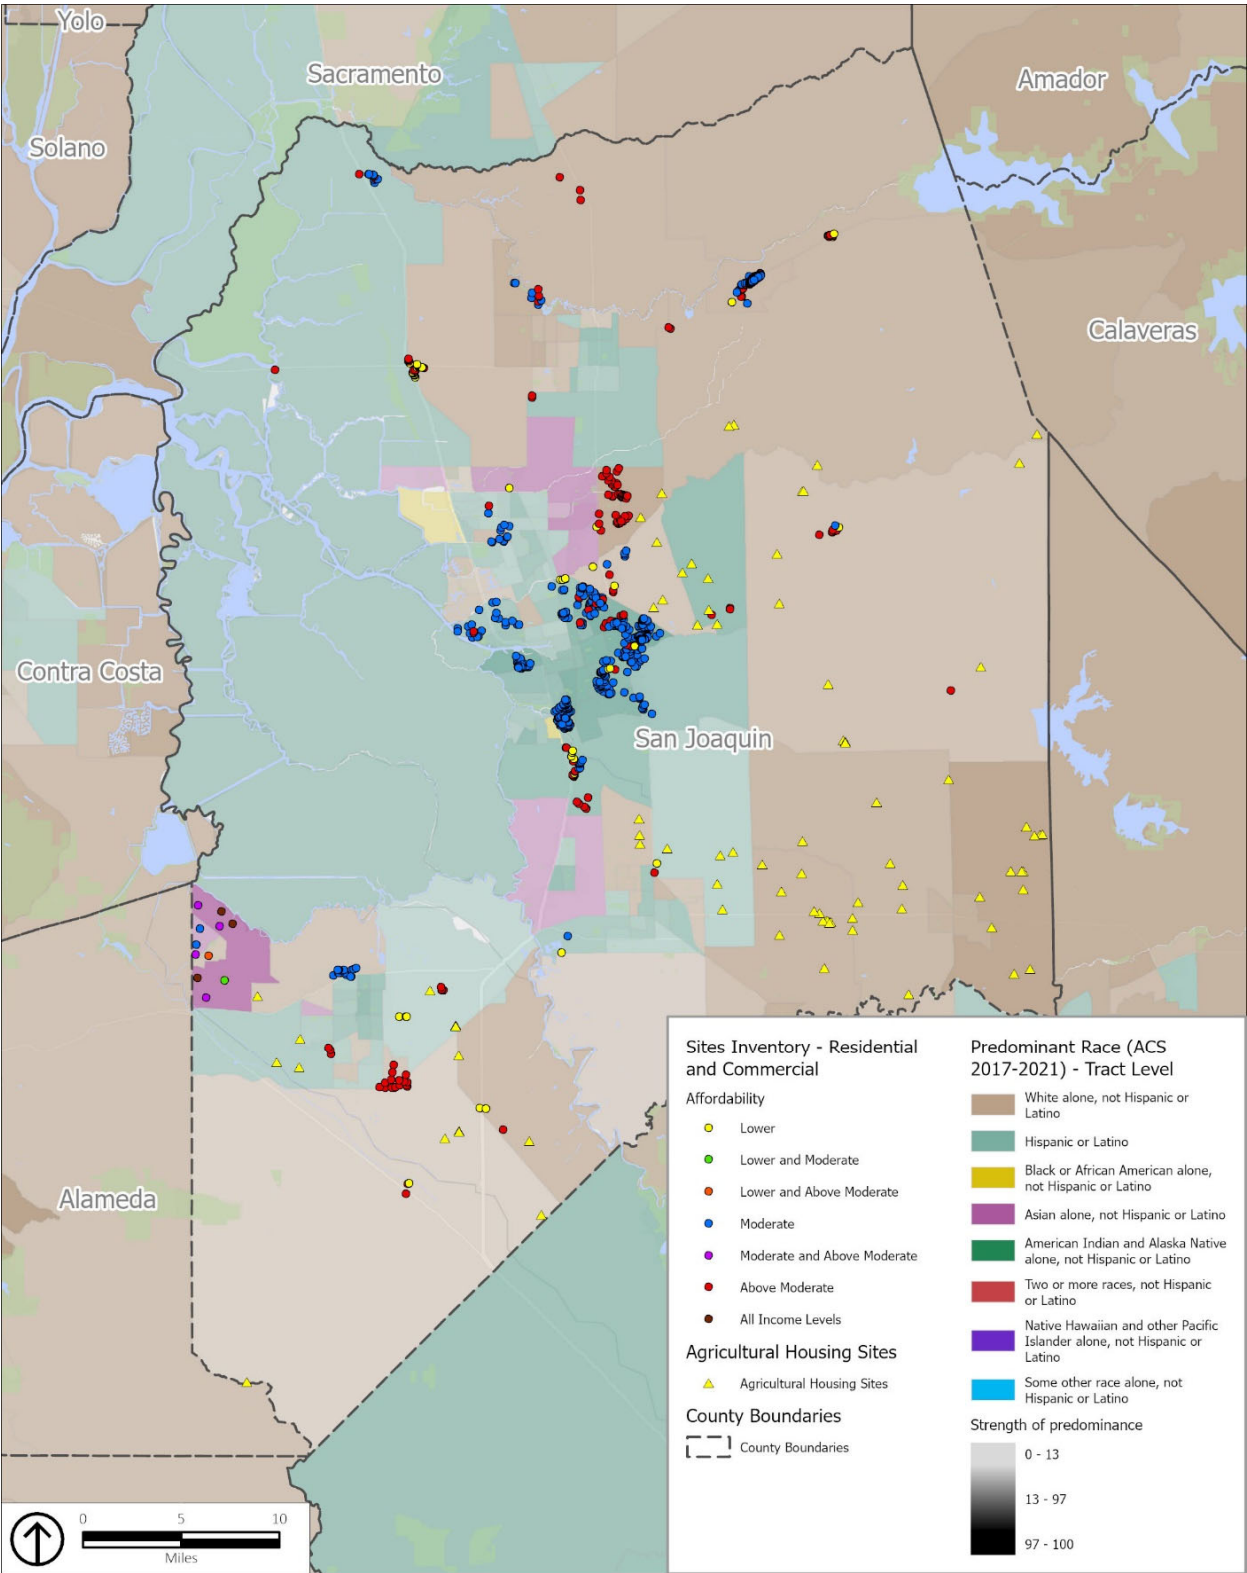 Yolo
Sacramento
Amador
Solano
Calaveras
Contra Costa
San Joaquin
Alameda
Sites Inventory - Residential
and Commercial
Affordability
Lower
Lower and Moderate
Lower and Above Moderate
Moderate
Moderate and Above Moderate
Above Moderate
All Income Levels
Agricultural Housing Sites
Agricultural Housing Sites
County Boundaries
County Boundaries
Predominant Race (ACS
2017-2021) - Tract Level
White alone, not Hispanic or
Latino
Hispanic or Latino
Black or African American alone,
not Hispanic or Latino
Asian alone, not Hispanic or Latino
American Indian and Alaska Native
alone, not Hispanic or Latino
Two or more races, not Hispanic
or Latino
Native Hawaiian and other Pacific
Islander alone, not Hispanic or
Latino
Some other race alone, not
Hispanic or Latino
Strength of predominance
0 - 13
13 - 97
97 - 100
0 5 10
Miles